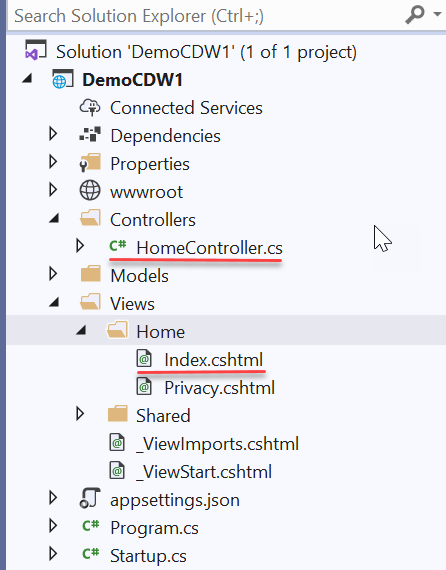 Search Solution Explorer (Ctrl+;)
Solution 'DemoCDW1' (1 of 1 project)
DemoCDW1
Connected Services
Dependencies
Properties
wwwroot
Controllers
C# HomeController.cs
Models
Views
Home
Index.cshtml
Privacy.cshtml
Shared
_ViewImports.cshtml
_ViewStart.cshtml
appsettings.json
C# Program.cs
C# Startup.cs